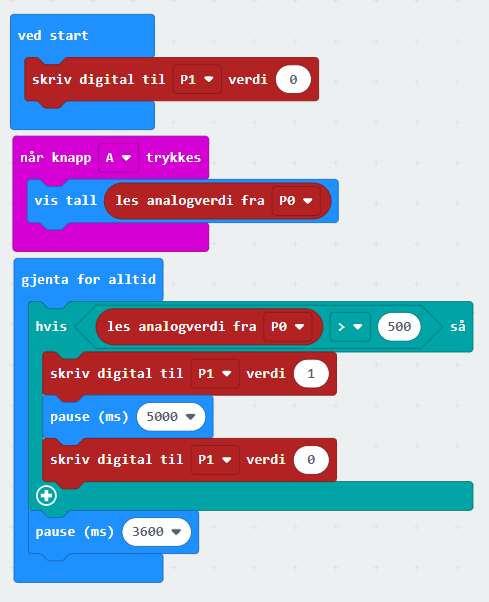 ved start
skriv digital til P1 verdi 0
når knapp A trykkes
vis tall les analogverdi fra P0
gjenta for alltid
hvis les analogverdi fra P0 > 500 så
skriv digital til P1 verdi 1
pause (ms) 5000
skriv digital til P1 verdi 0
pause (ms) 3600